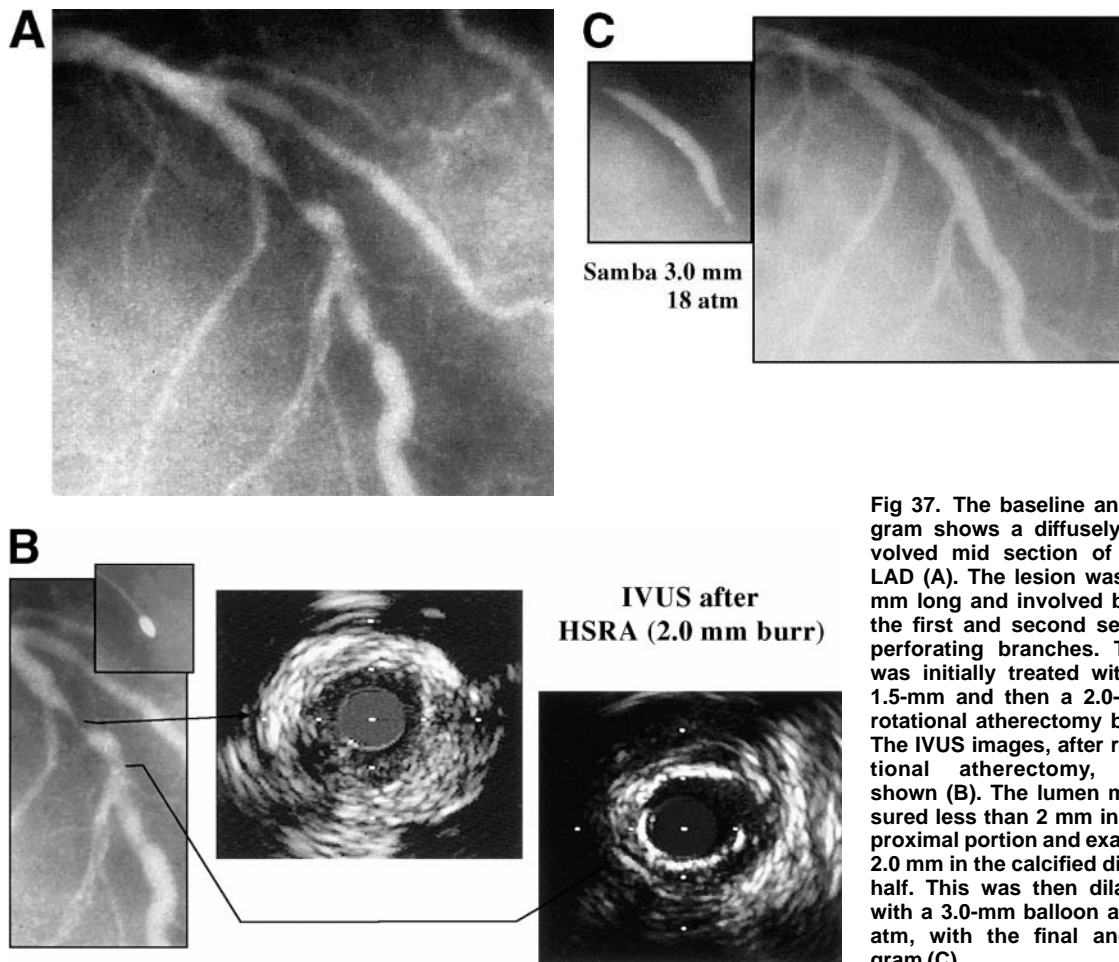 A
C
Samba 3.0 mm
18 atm
B
IVUS after
HSRA (2.0 mm burr)
Fig 37. The baseline an
gram shows a diffusely
volved mid section of
LAD (A). The lesion was
mm long and involved b
the first and second se
perforating branches. T
was initially treated wit
1.5-mm and then a 2.0-
rotational atherectomy b
The IVUS images, after r
tional atherectomy,
shown (B). The lumen m
sured less than 2 mm in
proximal portion and exa
2.0 mm in the calcified di
half. This was then dila
with a 3.0-mm balloon a
atm, with the final an
gram (C).